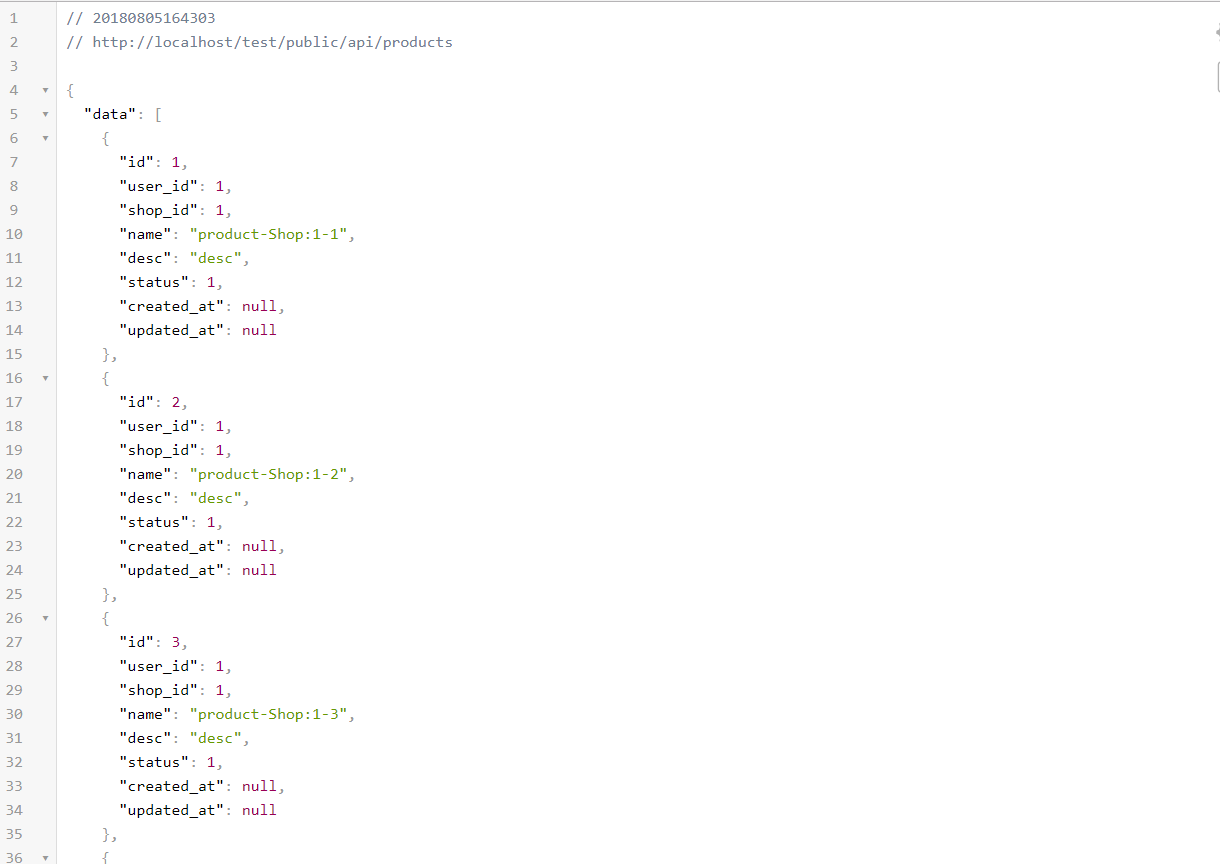 1 // 20180805164303
2 // http://localhost/test/public/api/products
3
4 {
5 "data": [
6 {
7 "id": 1,
8 "user_id": 1,
9 "shop_id": 1,
10 "name": "product-Shop:1-1",
11 "desc": "desc",
12 "status": 1,
13 "created_at": null,
14 "updated_at": null
15 },
16 {
17 "id": 2,
18 "user_id": 1,
19 "shop_id": 1,
20 "name": "product-Shop:1-2",
21 "desc": "desc",
22 "status": 1,
23 "created_at": null,
24 "updated_at": null
25 },
26 {
27 "id": 3,
28 "user_id": 1,
29 "shop_id": 1,
30 "name": "product-Shop:1-3",
31 "desc": "desc",
32 "status": 1,
33 "created_at": null,
34 "updated_at": null
35 },
36 {